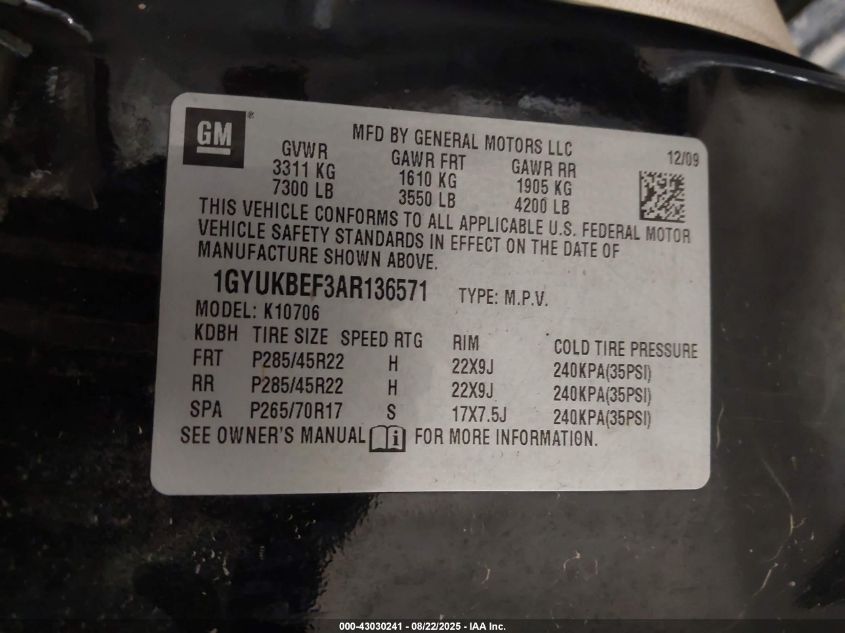 GM ®
MFD BY GENERAL MOTORS LLC
12/09
GVWR GAWR FRT GAWR RR
3311 KG 1610 KG 1905 KG
7300 LB 3550 LB 4200 LB
THIS VEHICLE CONFORMS TO ALL APPLICABLE U.S. FEDERAL MOTOR
VEHICLE SAFETY STANDARDS IN EFFECT ON THE DATE OF
MANUFACTURE SHOWN ABOVE.
1GYUKBEF3AR136571 TYPE: M.P.V.
MODEL: K10706
KDBH TIRE SIZE SPEED RTG RIM COLD TIRE PRESSURE
FRT P285/45R22 H 22X9J 240KPA(35PSI)
RR P285/45R22 H 22X9J 240KPA(35PSI)
SPA P265/70R17 S 17X7.5J 240KPA(35PSI)
SEE OWNER'S MANUAL i FOR MORE INFORMATION.
000-43030241 - 08/22/2025 - IAA Inc.